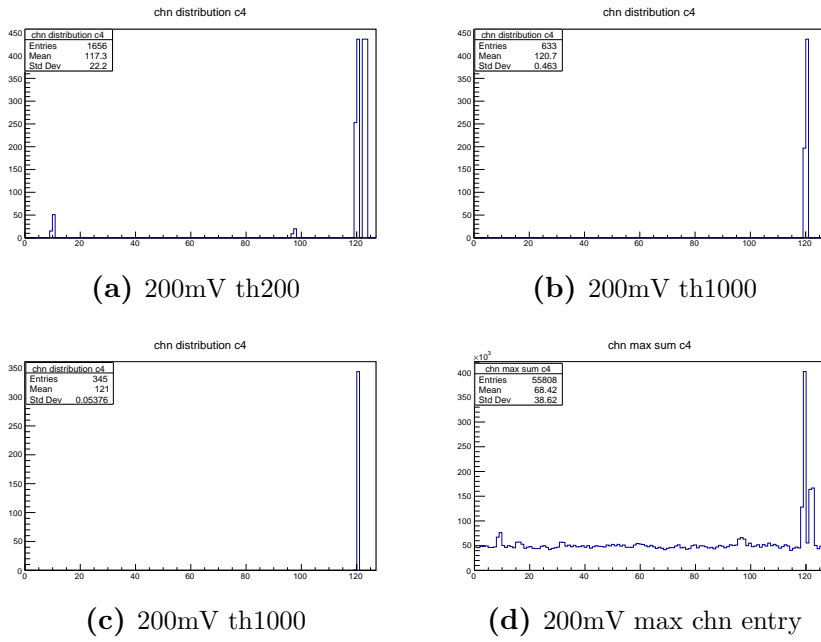 chn distribution c4
chn distribution c4
Entries 1656
Mean 117.3
Std Dev 22.2
450
400
350
300
250
200
150
100
50
0
0 20 40 60 80 100 120
(a) 200mV th200
chn distribution c4
chn distribution c4
Entries 633
Mean 120.7
Std Dev 0.463
450
400
350
300
250
200
150
100
50
0
0 20 40 60 80 100 120
(b) 200mV th1000
chn distribution c4
chn distribution c4
Entries 345
Mean 121
Std Dev 0.05376
350
300
250
200
150
100
50
0
0 20 40 60 80 100 120
(c) 200mV th1000
chn max sum c4
×10³
chn max sum c4
Entries 55808
Mean 68.42
Std Dev 38.62
400
350
300
250
200
150
100
50
0
0 20 40 60 80 100 120
(d) 200mV max chn entry